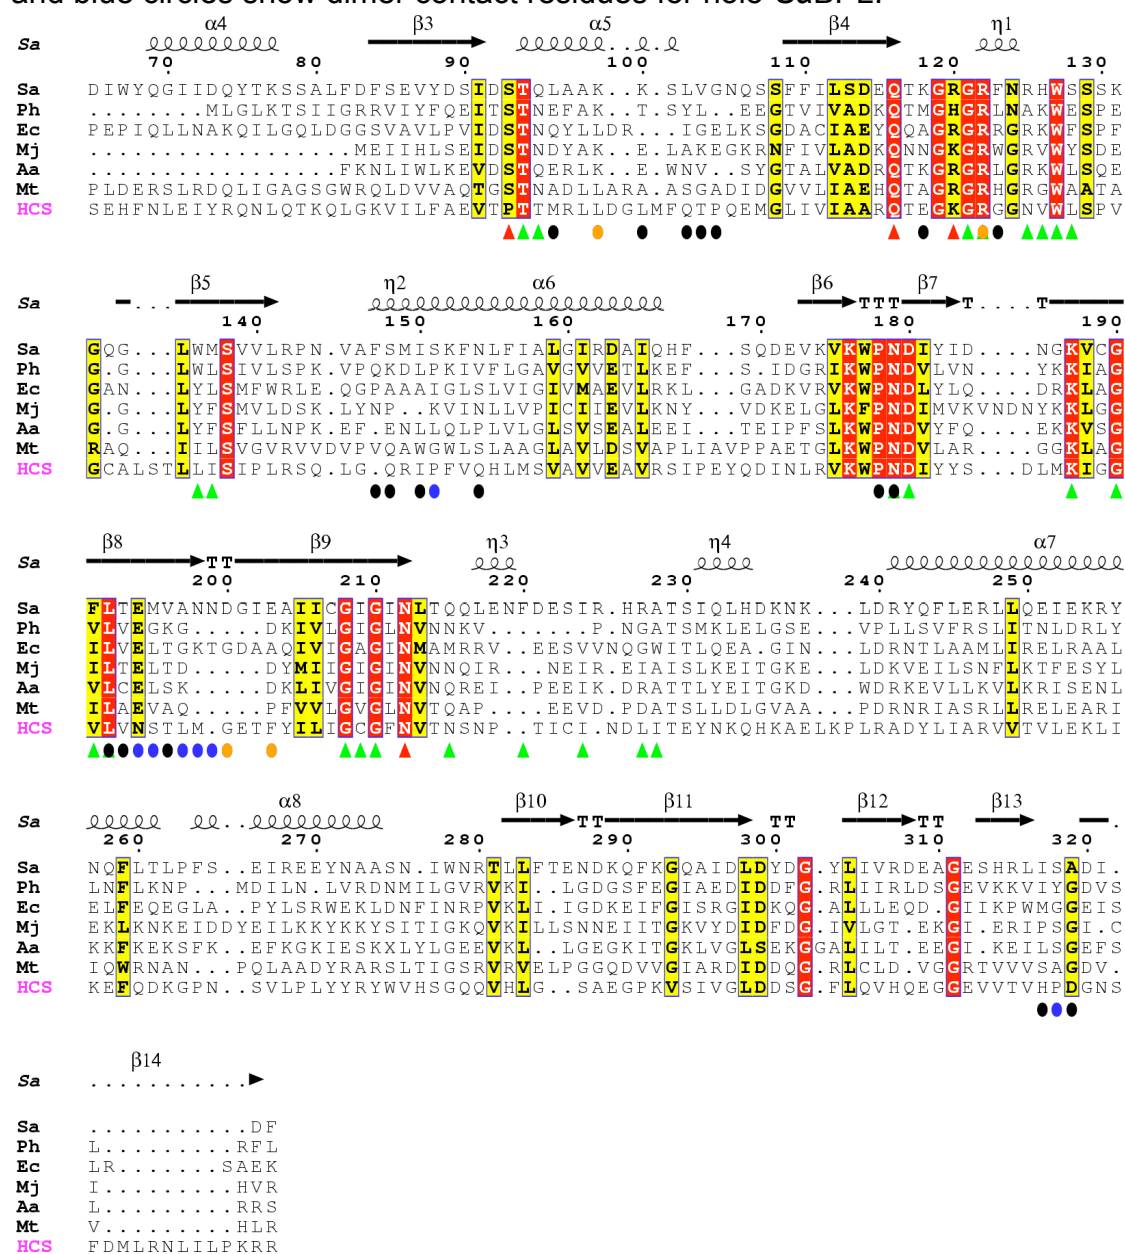 and blue circles show dimer contact residues for holo-SaBPL.
α4 β3 α5 β4 η1
Sa
70 80 90 100 110 120 130
Sa DIWYQGIIDQYTKSSALFDFSEVYDSIDSTQLAAK..K.SLVGNQSSFFILSDEQTKGRGRFNRHWSSSK
Ph ........MLGLKTSIIGRRVIYFQEITSTNEFAK..T.SYL..EEGTVIVADKQTMGHGRLNAKWESPE
Ec PEPIQLLNAKQILGQLDGGSVAVLPVIDSTNQYLLDR..IGELKSGDACIAEYQQAGRGRRGRKWFSPF
Mj ..................MEIIHLSEIDSTNDYAK..E.LAKEGKRNFIVLADKQNNGKGRWGRVWYSDE
Aa .................FKNLIWLKEVDSTQERLK..E.WNV..SYGTALVADRQTKGRGRLGRKWLSQE
Mt PLDERSLRDQLIGAGSGWRQLDVVAQTGSTNADLLARA.ASGADIDGVVLIAEHQTAGRGRHGRGWAATA
HCS SEHFNLEIYRQNLQTKQLGKVILFAEVTPTTMRLLDGLMFQTPQEMGLIVIAARQTEGKGRGGNVWLSPV
β5 η2 α6 β6 β7
Sa
140 150 160 170 180 190
Sa GQG...LWMSVVLRPN.VAFSMISKFNLFIALGIRDAIQHF...SQDEVKVKWPNDIYID....NGKVCG
Ph G.G...LWLSIVLSPK.VPQKDLPKIVFLGAVGVVETLKEF...S.IDGRIKWPNDVLVN....YKKIAG
Ec GAN...LYLSMFWRLE.QGPAAAIGLSLVIGIVMAEVLRKL...GADKVRVKWPNDLYLQ....DRKLAG
Mj G.G...LYFSMVLDSK.LYNP..KVINLLVPICIIEVLKNY...VDKELGLKFPNDIMVKVNDNYKKLGG
Aa G.G...LYFSFLLNPK.EF.ENLLQLPLVLGLSVSEALEEI...TEIPFSLKWPNDVYFQ....EKKVSG
Mt RAQ...IILSVGVRVVDVPVQAWGWLSLAAGLAVLDSVAPLIAVPPAETGLKWPNDVLAR....GGKLAG
HCS GCALSTLLISIPLRSQ.LG.QRIPFVQHLMSVAVVEAVRSIPEYQDINLRVKWPNDIYYS...DLMKIGG
β8 β9 η3 η4 α7
Sa
200 210 220 230 240 250
Sa FLTEMVANNDGIEAIICGIGINLTQQLENFDESIR.HRATSIQLHDKNK...LDRYQFLERLLQEIEKRY
Ph VLVEGKG.....DKIVLGIGLNVNNKV.......P.NGATSMKLELGSE...VPLLSVFRSLITNLDRLY
Ec ILVELTGKTGDAAQIVIGAGINMAMRRV..EESVVNQGWITLQEA.GIN...LDRNTLAAMLIRELRAAL
Mj ILTELTD.....DYMIIGIGINVNNQIR...NEIR.EIAISLKEITGKE...LDKVEILSNFLKTFESYL
Aa VLCELSK.....DKLIVGIGINVNQREI..PEEIK.DRATTLYEITGKD...WDRKEVLLKVLKRISENL
Mt ILAEVAQ.....PFVVLGVGLNVTQAP...EEVD.PDATSLLDLGVAA...PDRNRIASRLLRELEARI
HCS VLVNSTLM.GETFYILIGCGFNVTNSNP..TICI.NDLITEYNKQHKAELKPLRADYLIARVVTVLEKLI
α8 β10 β11 β12 β13
Sa
260 270 280 290 300 310 320
Sa NQFLTLPFS..EIREEYNAASN.IWNRTLLFTENDKQFKGQAIDLDYDG.YLIVRDEAGESHRLISADI.
Ph LNFLKNP...MDILN.LVRDNMILGVRVKI..LGDGSFEGIAEDIDDFG.RLIIRLDSGEVKKVIYGDVS
Ec ELFEQEGLA..PYLSRWEKLDNFINRPVKLI.IGDKEIFGISRGIDKQG.ALLLEQD.GIIKPWMGGEIS
Mj EKLKNKEIDDYEILKKYKKYSITIGKQVKILLSNNEIITGKVYDIDFDG.IVLGT.EKGI.ERIPSGI.C
Aa KKFKEKSFK..EFKGKIESKXLYLGEEVKL..LGEGKITGKLVGLSEKGGALILT.EEGI.KEILSGEFS
Mt IQWRNAN...PQLAADYRARSLTIGSRVRVELPGGQDVVGIARDIDDQG.RLCLD.VGGRTVVVSAGDV.
HCS KEFQDKGPN..SVLPLYYRYWVHSGQQVHLG..SAEGPKVSIVGLDDSG.FLQVHQEGGEVVTVHPDGNS
β14
Sa ..........
Sa ...........DF
Ph L..........RFL
Ec LR........SAEK
Mj I..........HVR
Aa L..........RRS
Mt V..........HLR
HCS FDMLRNLILPKRR